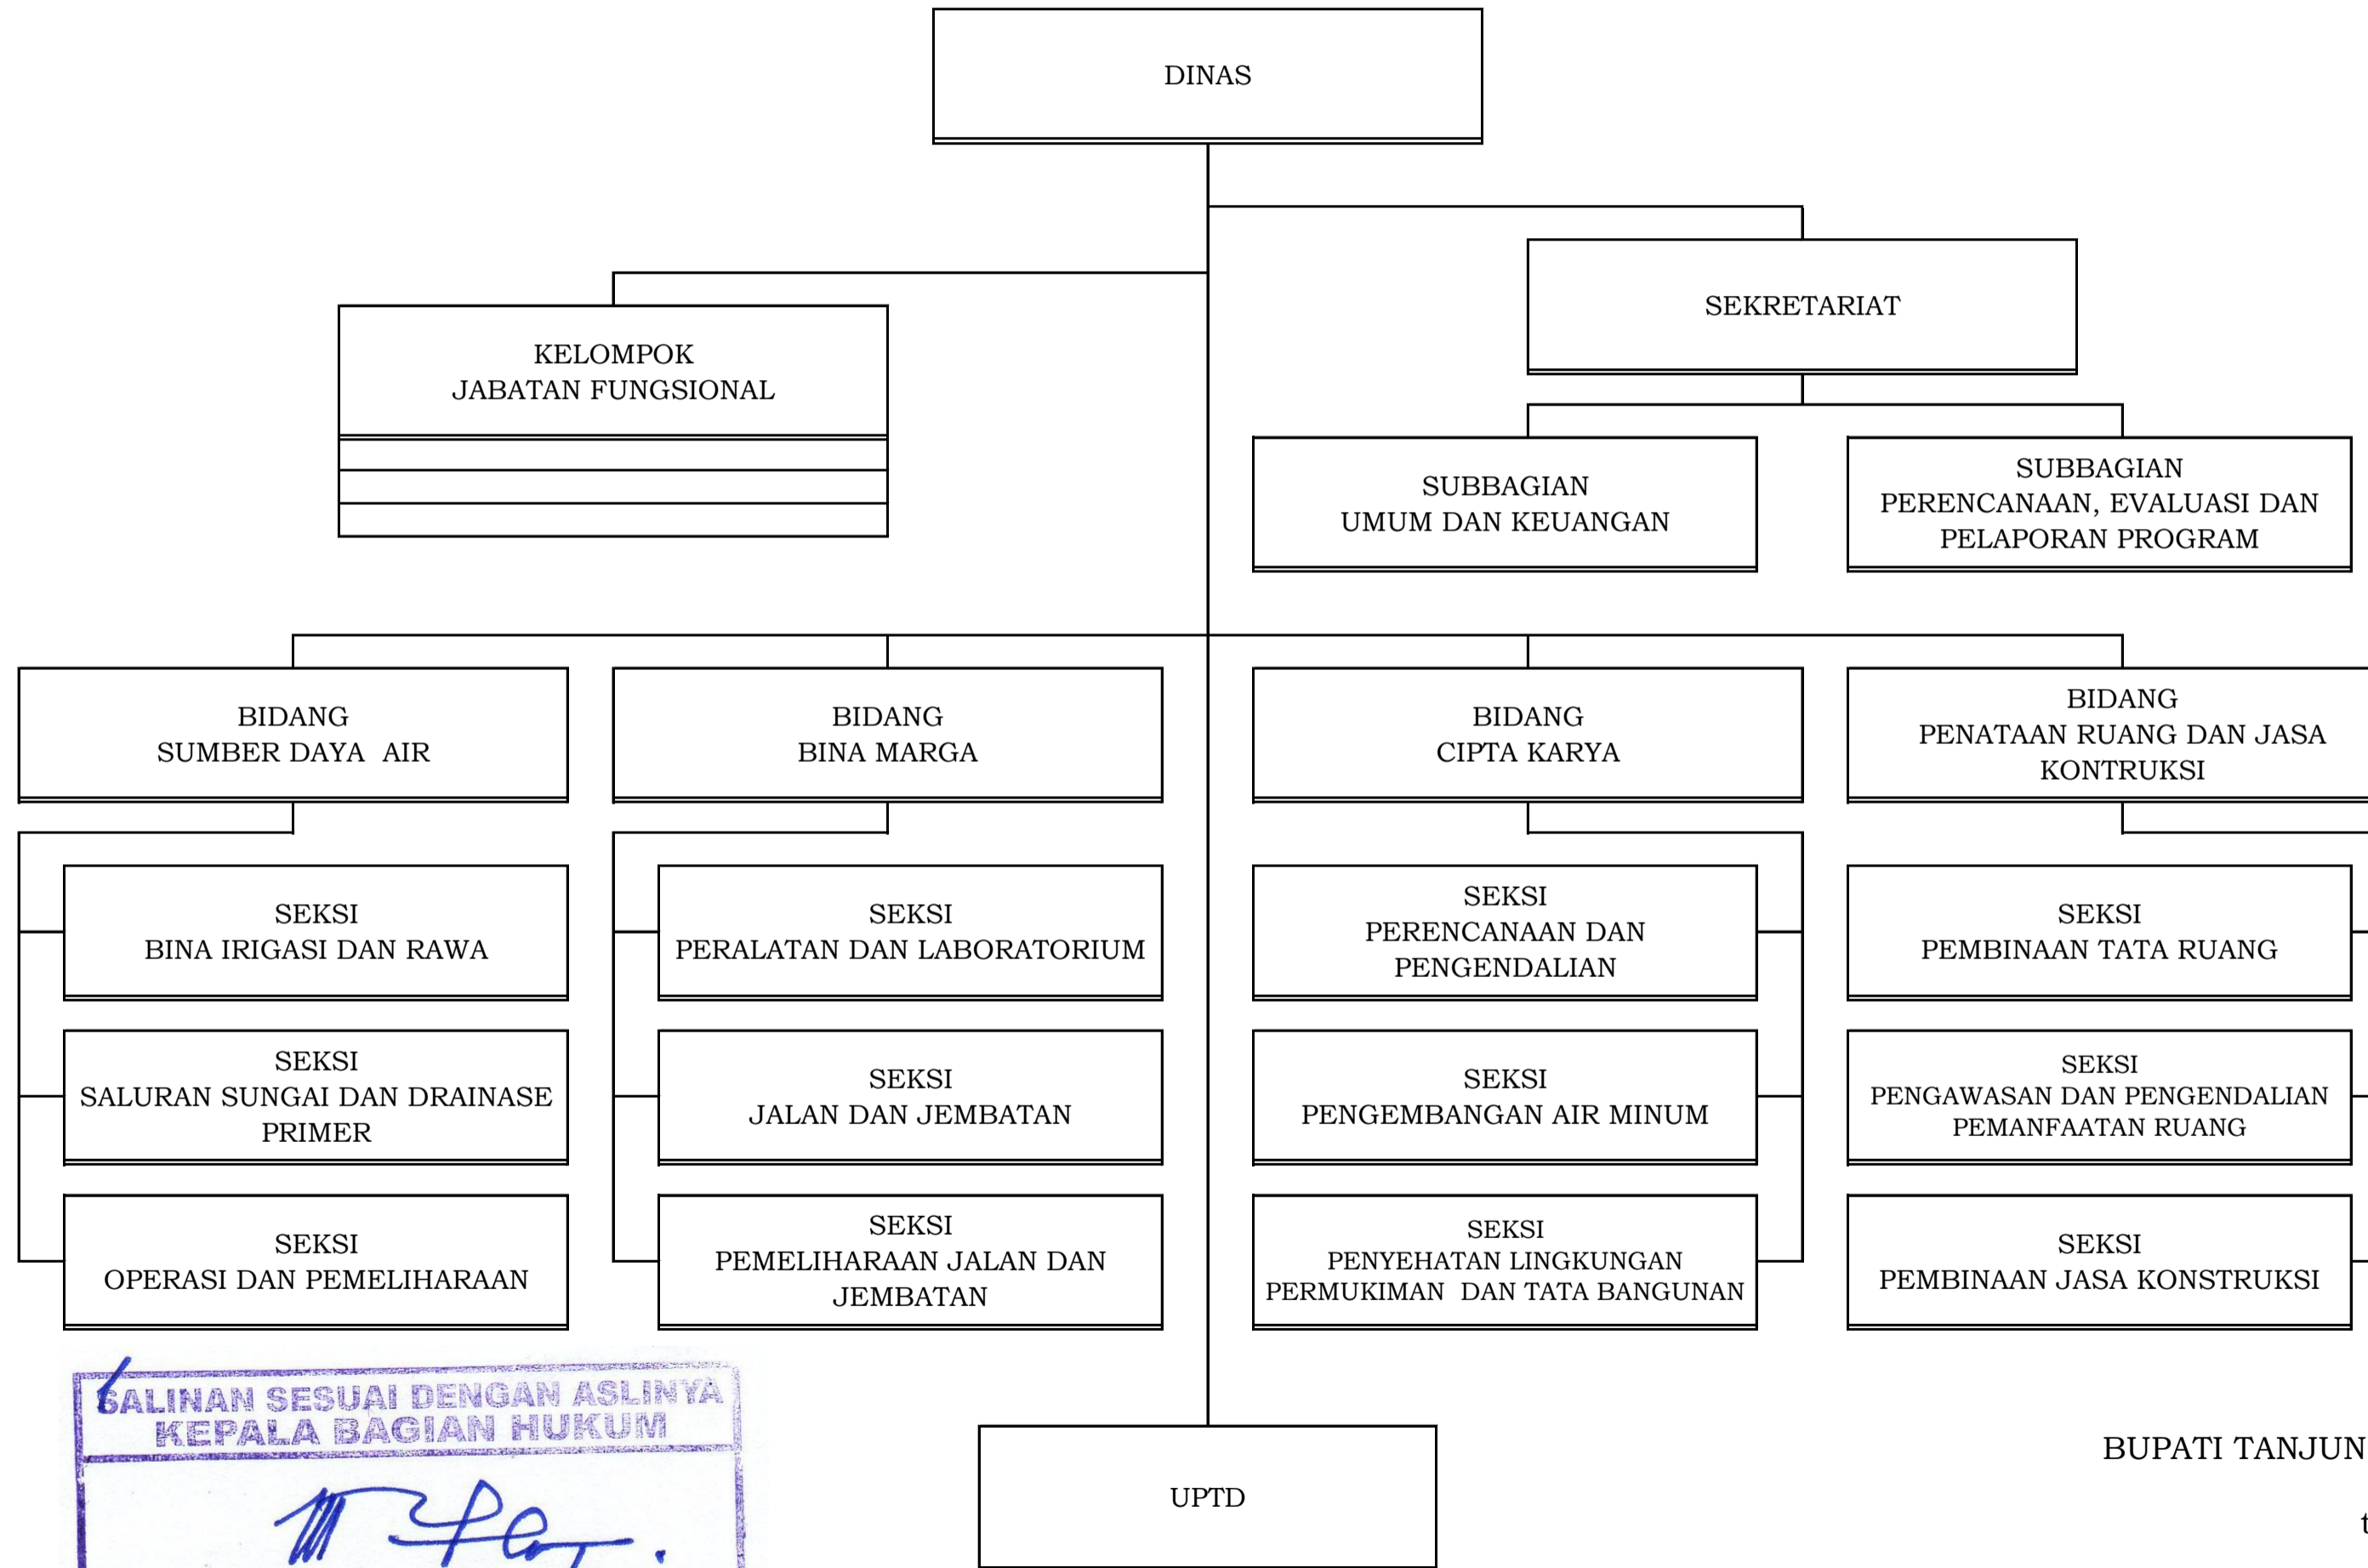 DINAS
SEKRETARIAT
KELOMPOK
JABATAN FUNGSIONAL
SUBBAGIAN
UMUM DAN KEUANGAN
SUBBAGIAN
PERENCANAAN, EVALUASI DAN
PELAPORAN PROGRAM
BIDANG
SUMBER DAYA AIR
BIDANG
BINA MARGA
BIDANG
CIPTA KARYA
BIDANG
PENATAAN RUANG DAN JASA
KONTRUKSI
SEKSI
BINA IRIGASI DAN RAWA
SEKSI
PERALATAN DAN LABORATORIUM
SEKSI
PERENCANAAN DAN
PENGENDALIAN
SEKSI
PEMBINAAN TATA RUANG
SEKSI
SALURAN SUNGAI DAN DRAINASE
PRIMER
SEKSI
JALAN DAN JEMBATAN
SEKSI
PENGEMBANGAN AIR MINUM
SEKSI
PENGAWASAN DAN PENGENDALIAN
PEMANFAATAN RUANG
SEKSI
OPERASI DAN PEMELIHARAAN
SEKSI
PEMELIHARAAN JALAN DAN
JEMBATAN
SEKSI
PENYEHATAN LINGKUNGAN
PERMUKIMAN DAN TATA BANGUNAN
SEKSI
PEMBINAAN JASA KONSTRUKSI
SALINAN SESUAI DENGAN ASLINYA
KEPALA BAGIAN HUKUM
UPTD
BUPATI TANJUN
t